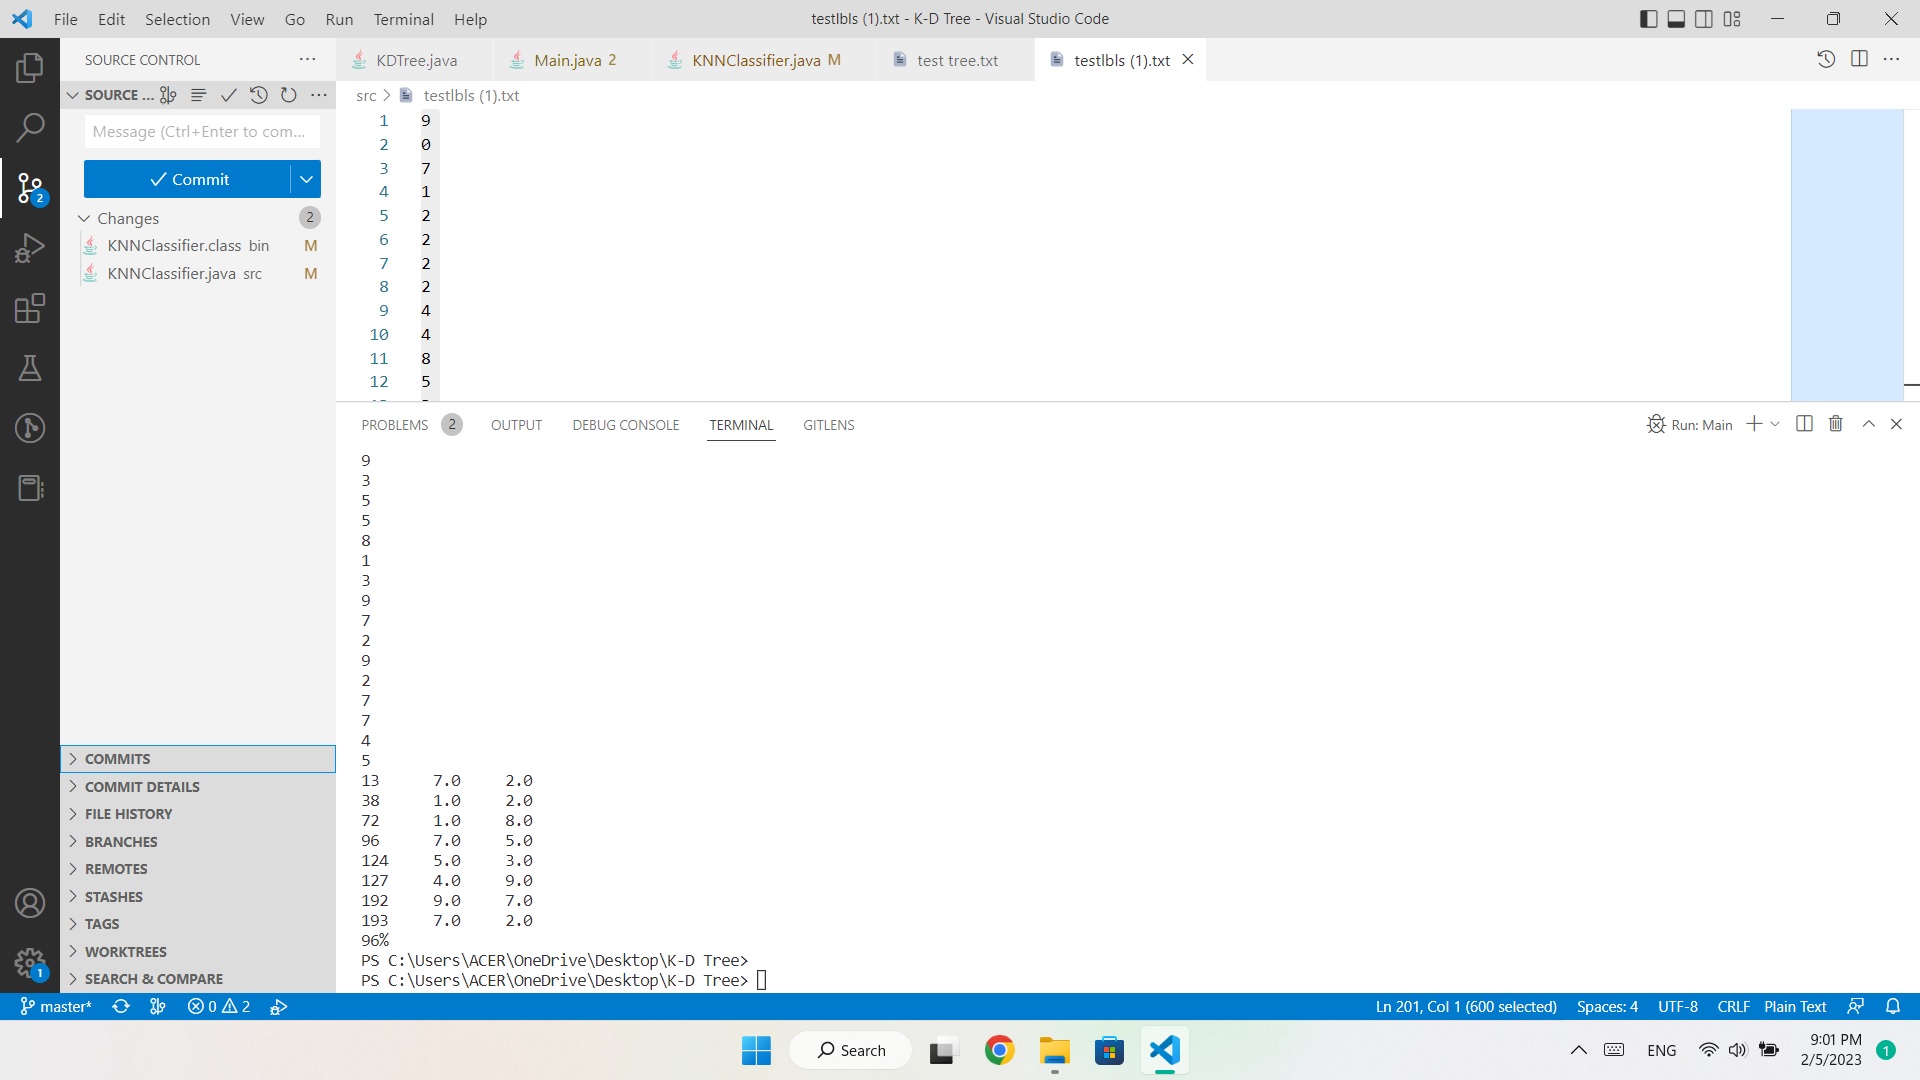 File Edit Selection View Go Run Terminal Help
testlbls (1).txt - K-D Tree - Visual Studio Code
SOURCE CONTROL
KDTree.java
Main.java 2
KNNClassifier.java M
test tree.txt
testlbls (1).txt
SOURCE ...
src > testlbls (1).txt
Message (Ctrl+Enter to com...
Commit
Changes 2
KNNClassifier.class bin M
KNNClassifier.java src M
1 9
2 0
3 7
4 1
5 2
6 2
7 2
8 2
9 4
10 4
11 8
12 5
PROBLEMS 2 OUTPUT DEBUG CONSOLE TERMINAL GITLENS
Run: Main
9
3
5
5
8
1
3
9
7
2
9
2
7
7
4
5
13 7.0 2.0
38 1.0 2.0
72 1.0 8.0
96 7.0 5.0
124 5.0 3.0
127 4.0 9.0
192 9.0 7.0
193 7.0 2.0
96%
PS C:\Users\ACER\OneDrive\Desktop\K-D Tree>
PS C:\Users\ACER\OneDrive\Desktop\K-D Tree>
COMMITS
COMMIT DETAILS
FILE HISTORY
BRANCHES
REMOTES
STASHES
TAGS
WORKTREES
SEARCH & COMPARE
2
1
master*
0 2
Ln 201, Col 1 (600 selected) Spaces: 4 UTF-8 CRLF Plain Text
Search
ENG
9:01 PM
2/5/2023
1